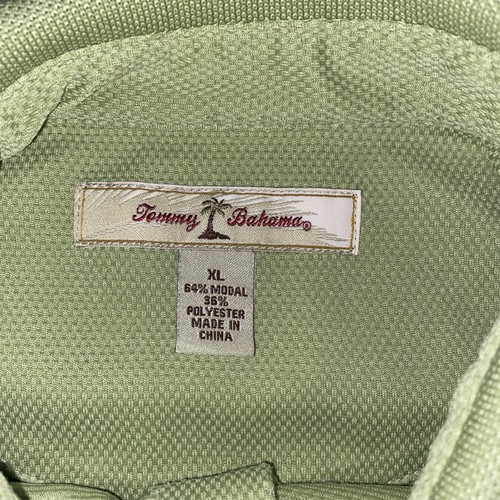 Tommy Bahama®
XL
64% MODAL
36%
POLYESTER
MADE IN
CHINA